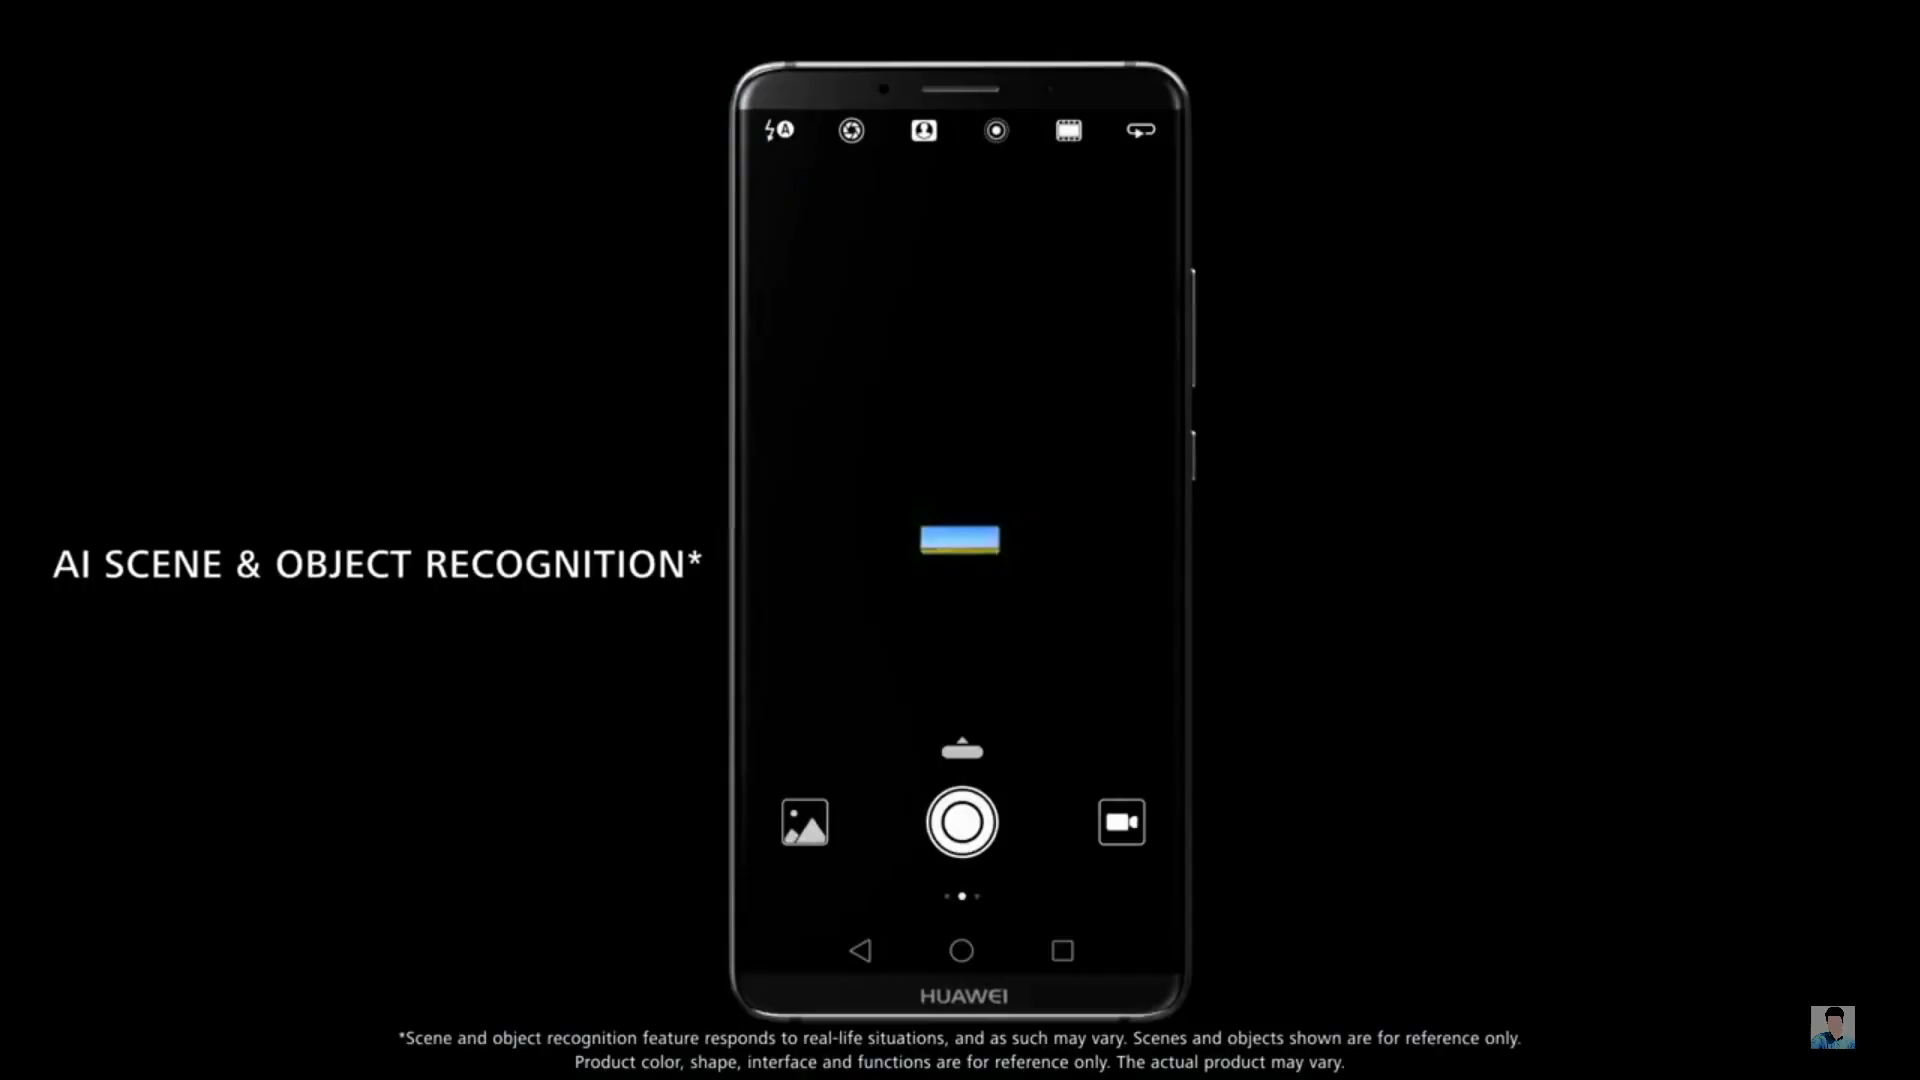 A
AI SCENE & OBJECT RECOGNITION*
HUAWEI
*Scene and object recognition feature responds to real-life situations, and as such may vary. Scenes and objects shown are for reference only.
Product color, shape, interface and functions are for reference only. The actual product may vary.